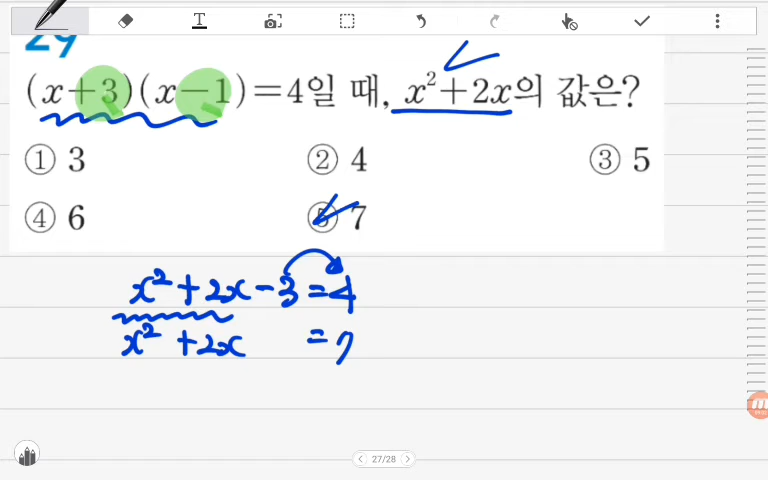 T
29
(x+3)(x−1)=4일 때, x²+2x의 값은?
① 3 ② 4 ③ 5
④ 6 ⑤ 7
x²+2x−3=4
x²+2x =7
27/28